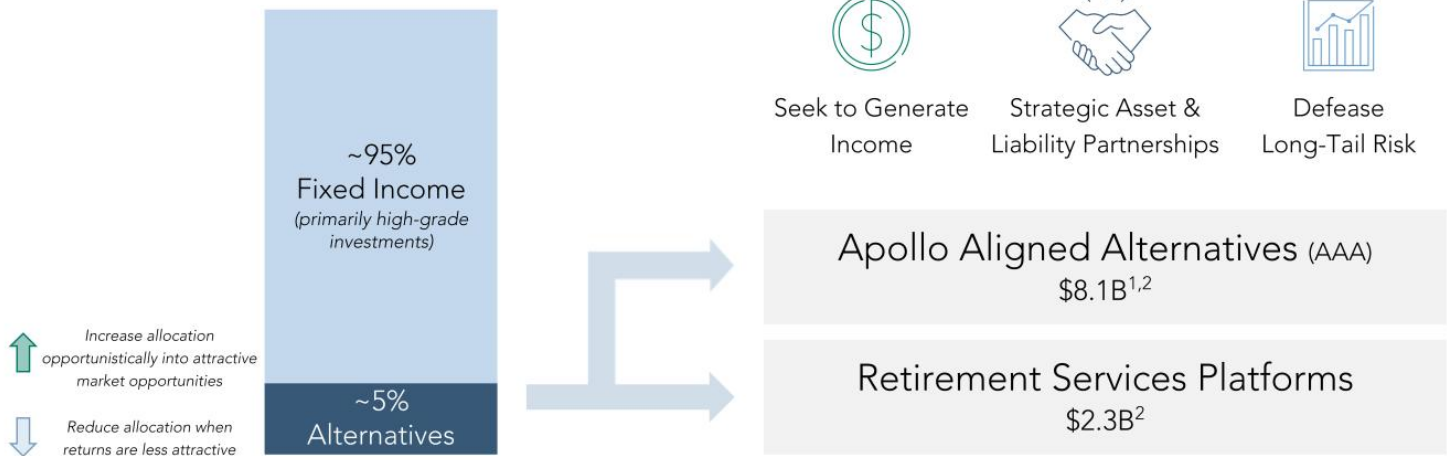 ~95%
Fixed Income
(primarily high-grade
investments)
~5%
Alternatives
Increase allocation
opportunistically into attractive
market opportunities
Reduce allocation when
returns are less attractive
$
Seek to Generate
Income
Strategic Asset &
Liability Partnerships
Defease
Long-Tail Risk
Apollo Aligned Alternatives (AAA)
$8.1B1,2
Retirement Services Platforms
$2.3B2